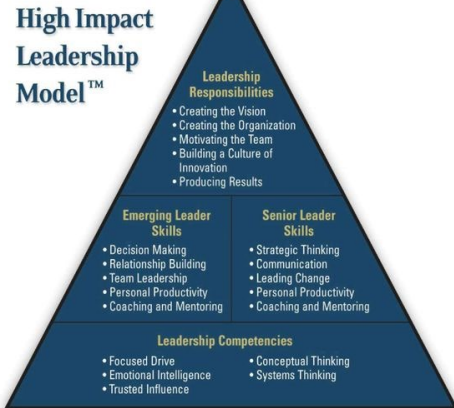 High Impact
Leadership
Model™
Leadership
Responsibilities
• Creating the Vision
• Creating the Organization
• Motivating the Team
• Building a Culture of
Innovation
• Producing Results
Emerging Leader
Skills
• Decision Making
• Relationship Building
• Team Leadership
• Personal Productivity
• Coaching and Mentoring
Senior Leader
Skills
• Strategic Thinking
• Communication
• Leading Change
• Personal Productivity
• Coaching and Mentoring
Leadership Competencies
• Focused Drive
• Emotional Intelligence
• Trusted Influence
• Conceptual Thinking
• Systems Thinking